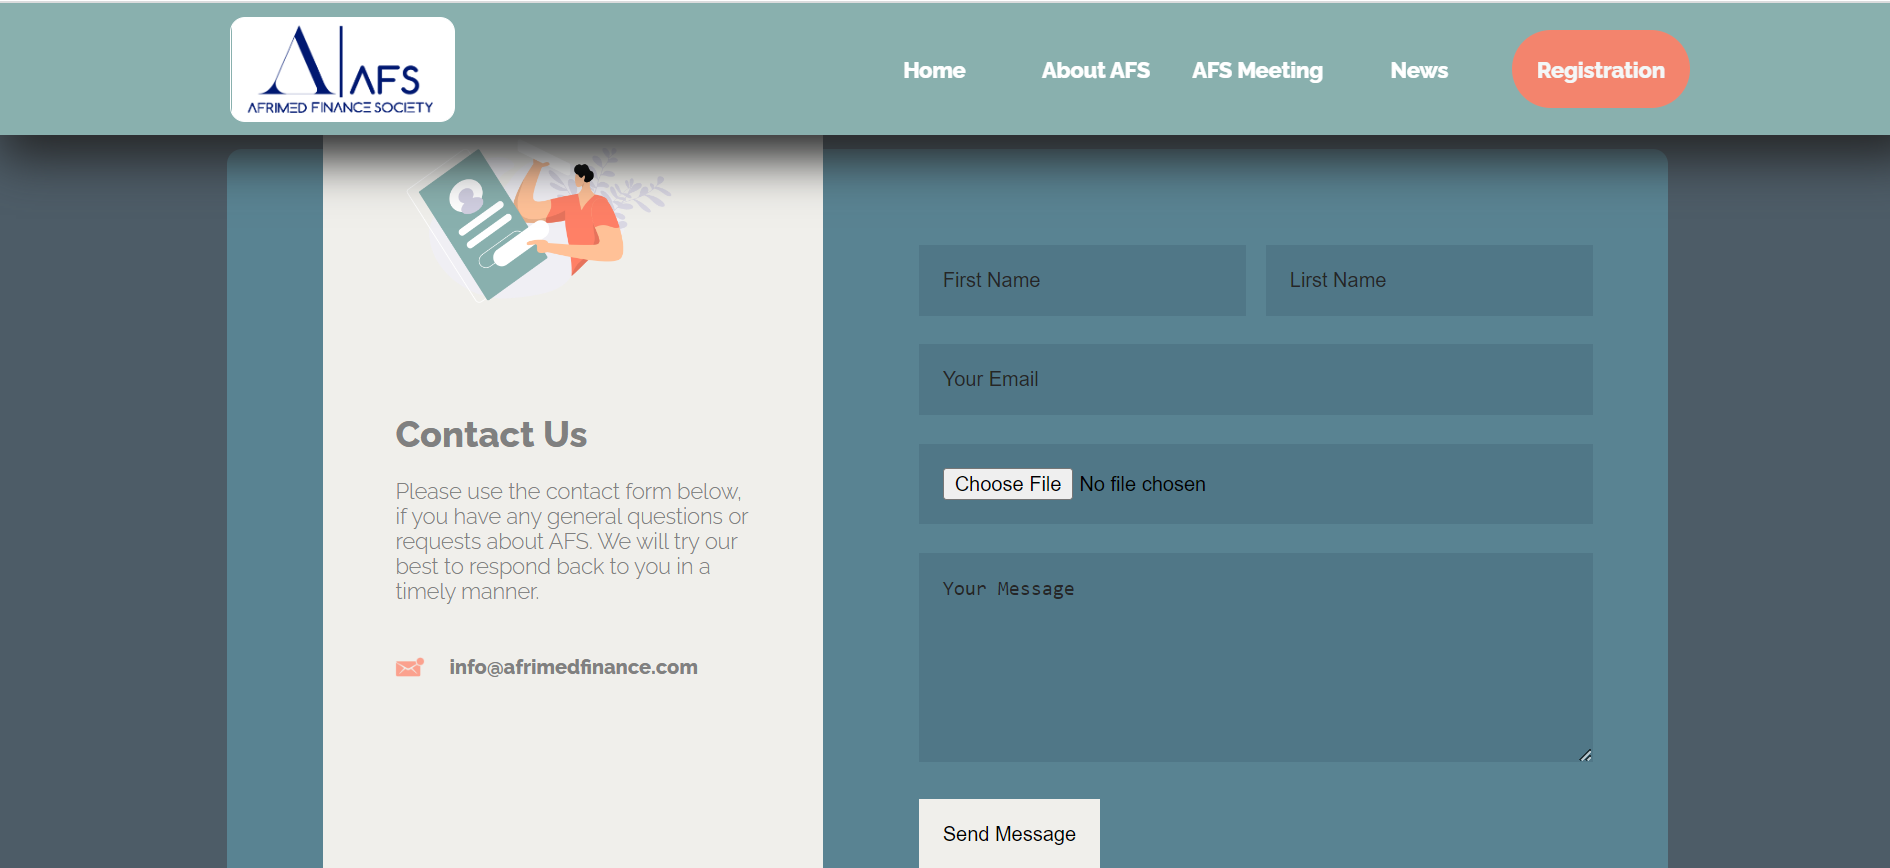 AFS
AFRIMED FINANCE SOCIETY
Home
About AFS
AFS Meeting
News
Registration
Contact Us
Please use the contact form below,
if you have any general questions or
requests about AFS. We will try our
best to respond back to you in a
timely manner.
info@afrimedfinance.com
First Name
Lirst Name
Your Email
Choose File No file chosen
Your Message
Send Message